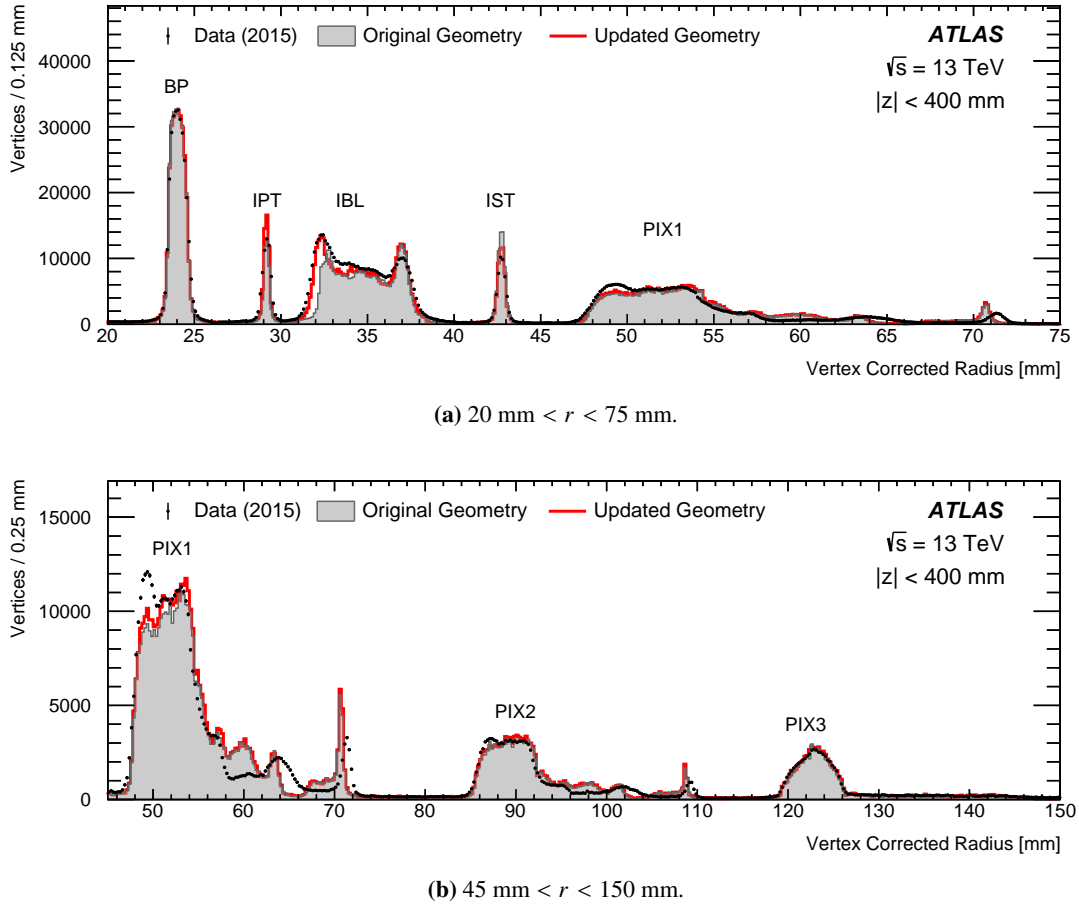 Vertices / 0.125 mm
Data (2015) Original Geometry Updated Geometry
ATLAS
√s = 13 TeV
|z| < 400 mm
40000
30000
20000
10000
0
BP
IPT
IBL
IST
PIX1
20 25 30 35 40 45 50 55 60 65 70 75
Vertex Corrected Radius [mm]
(a) 20 mm < r < 75 mm.
Vertices / 0.25 mm
Data (2015) Original Geometry Updated Geometry
ATLAS
√s = 13 TeV
|z| < 400 mm
15000
10000
5000
0
PIX1
PIX2
PIX3
50 60 70 80 90 100 110 120 130 140 150
Vertex Corrected Radius [mm]
(b) 45 mm < r < 150 mm.